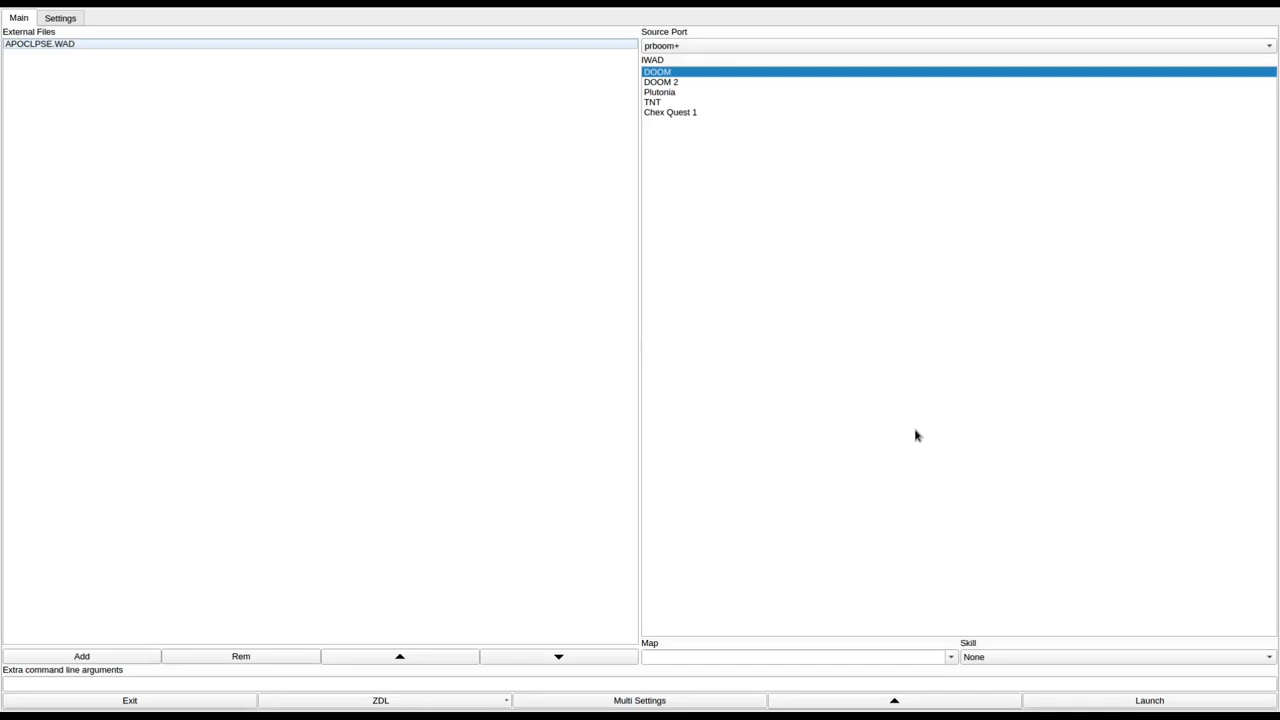 Main
Settings
External Files
APOCLPSE.WAD
Source Port
prboom+
IWAD
DOOM
DOOM 2
Plutonia
TNT
Chex Quest 1
Add
Rem
Map
Skill
None
Extra command line arguments
Exit
ZDL
Multi Settings
Launch